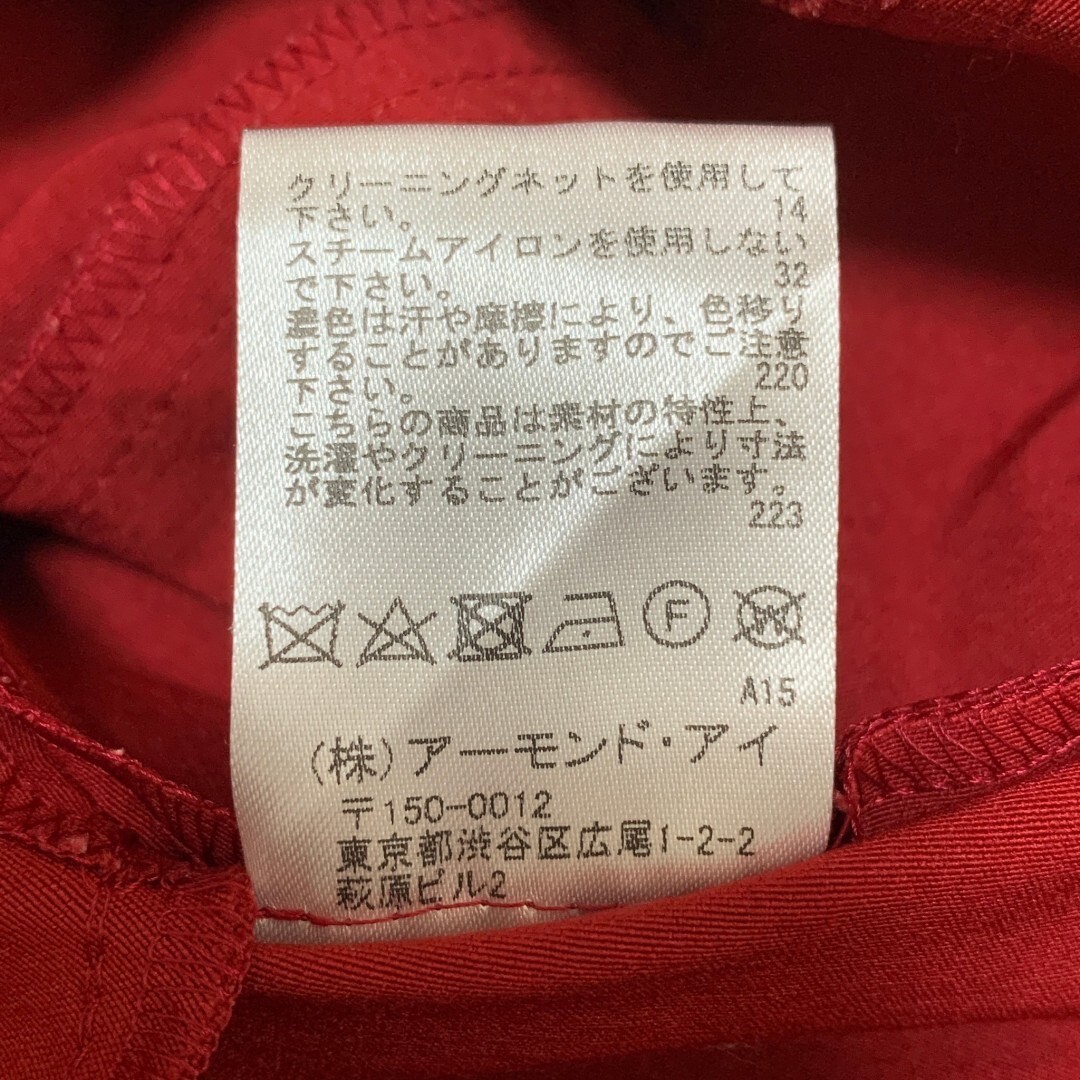 クリーニングネットを使用して
下さい。
14
スチームアイロンを使用しない
で下さい。
32
濃色は汗や摩擦により、色移り
することがありますのでご注意
下さい。
220
こちらの商品は素材の特性上、
洗濯やクリーニングにより寸法
が変化することがございます。
223
F
W
A15
(株)アーモンド・アイ
〒150-0012
東京都渋谷区広尾1-2-2
萩原ビル2